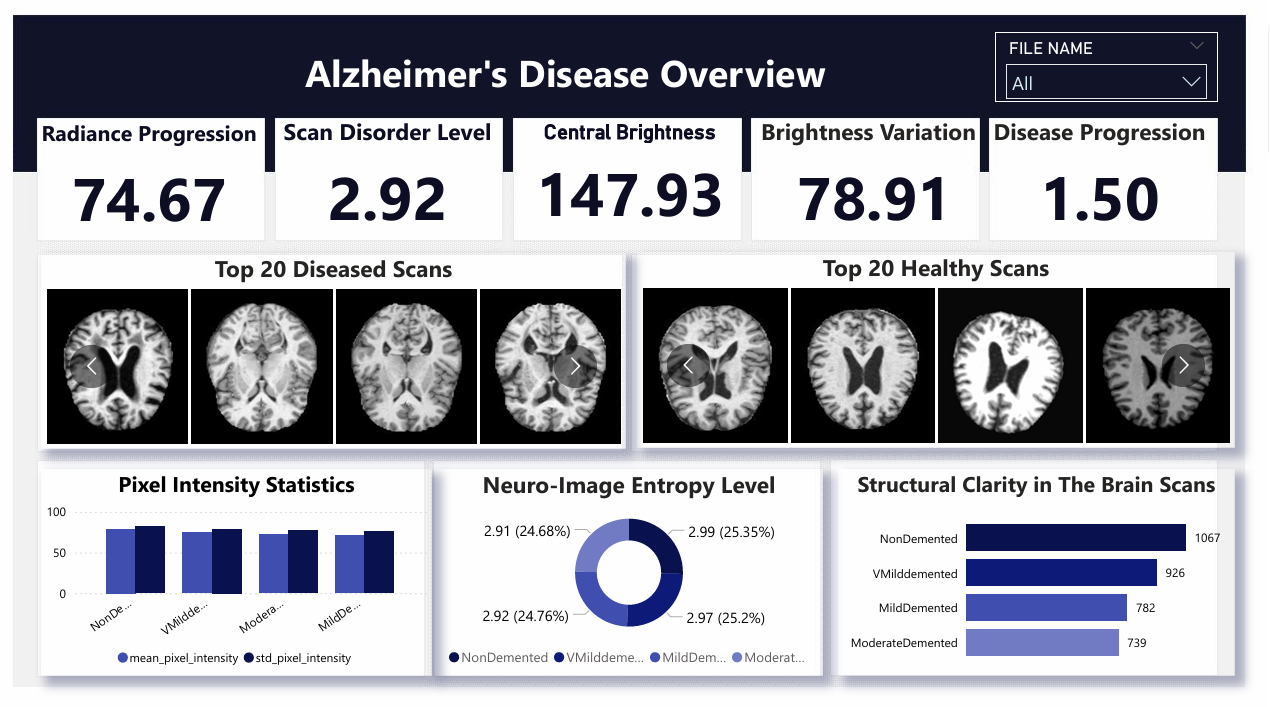 Alzheimer's Disease Overview
FILE NAME
All
Radiance Progression
74.67
Scan Disorder Level
2.92
Central Brightness
147.93
Brightness Variation
78.91
Disease Progression
1.50
Top 20 Diseased Scans
Top 20 Healthy Scans
Pixel Intensity Statistics
100
50
0
NonDe...
VMildde...
Modera...
MildDe...
mean_pixel_intensity
std_pixel_intensity
Neuro-Image Entropy Level
2.91 (24.68%)
2.99 (25.35%)
2.92 (24.76%)
2.97 (25.2%)
NonDemented
VMilddeme...
MildDem...
Moderat...
Structural Clarity in The Brain Scans
NonDemented
1067
VMilddemented
926
MildDemented
782
ModerateDemented
739